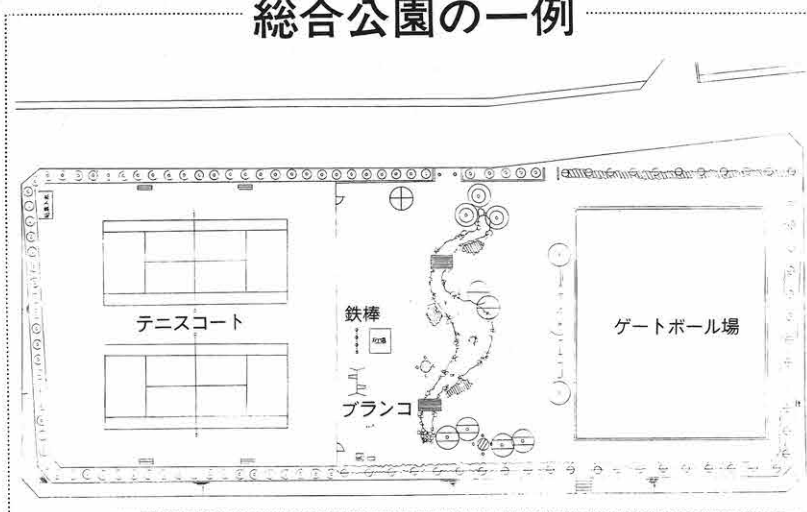 総合公園の一例
テニスコート
鉄棒
砂場
ブランコ
ゲートボール場